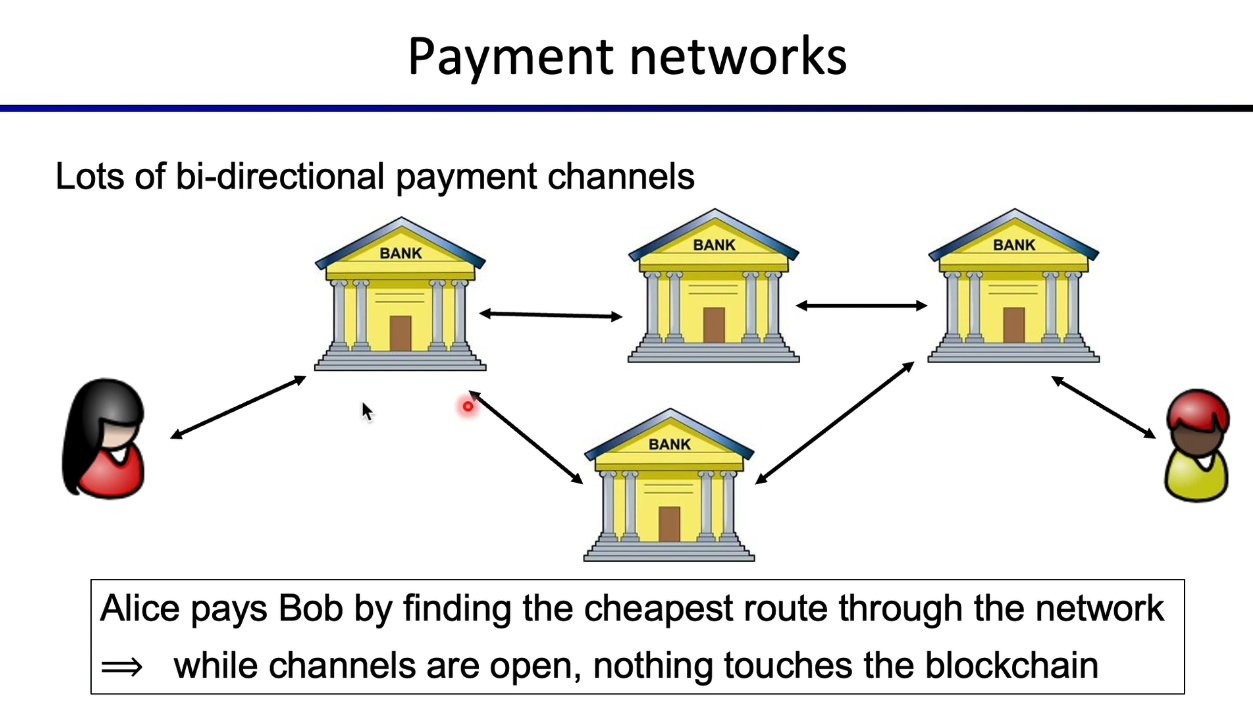 Payment networks
Lots of bi-directional payment channels
BANK
BANK
BANK
BANK
Alice pays Bob by finding the cheapest route through the network
⟹ while channels are open, nothing touches the blockchain